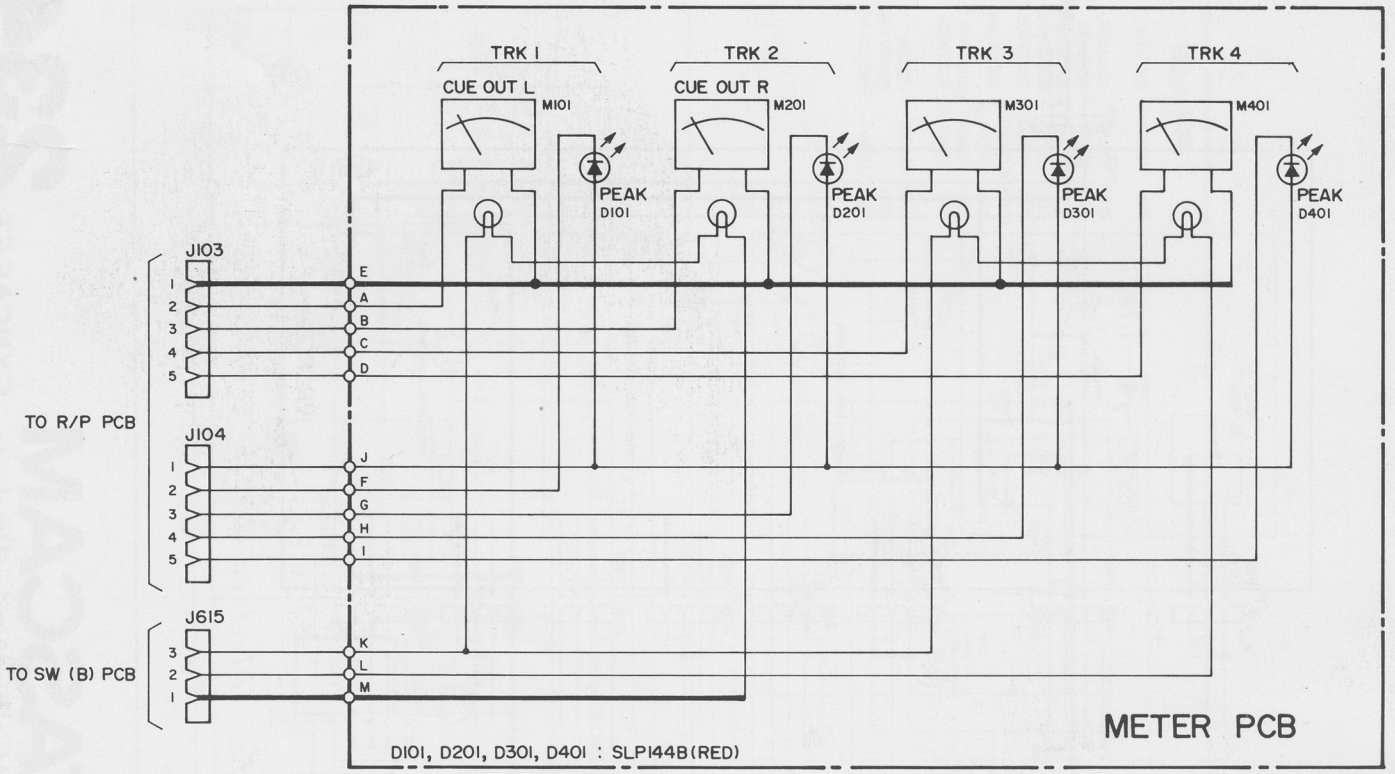 TRK 1
TRK 2
TRK 3
TRK 4
CUE OUT L
M101
CUE OUT R
M201
M301
M401
PEAK
D101
PEAK
D201
PEAK
D301
PEAK
D401
J103
1 E
2 A
3 B
4 C
5 D
TO R/P PCB
J104
1 J
2 F
3 G
4 H
5 I
J615
3 K
TO SW (B) PCB
2 L
1 M
METER PCB
D101, D201, D301, D401 : SLP144B(RED)